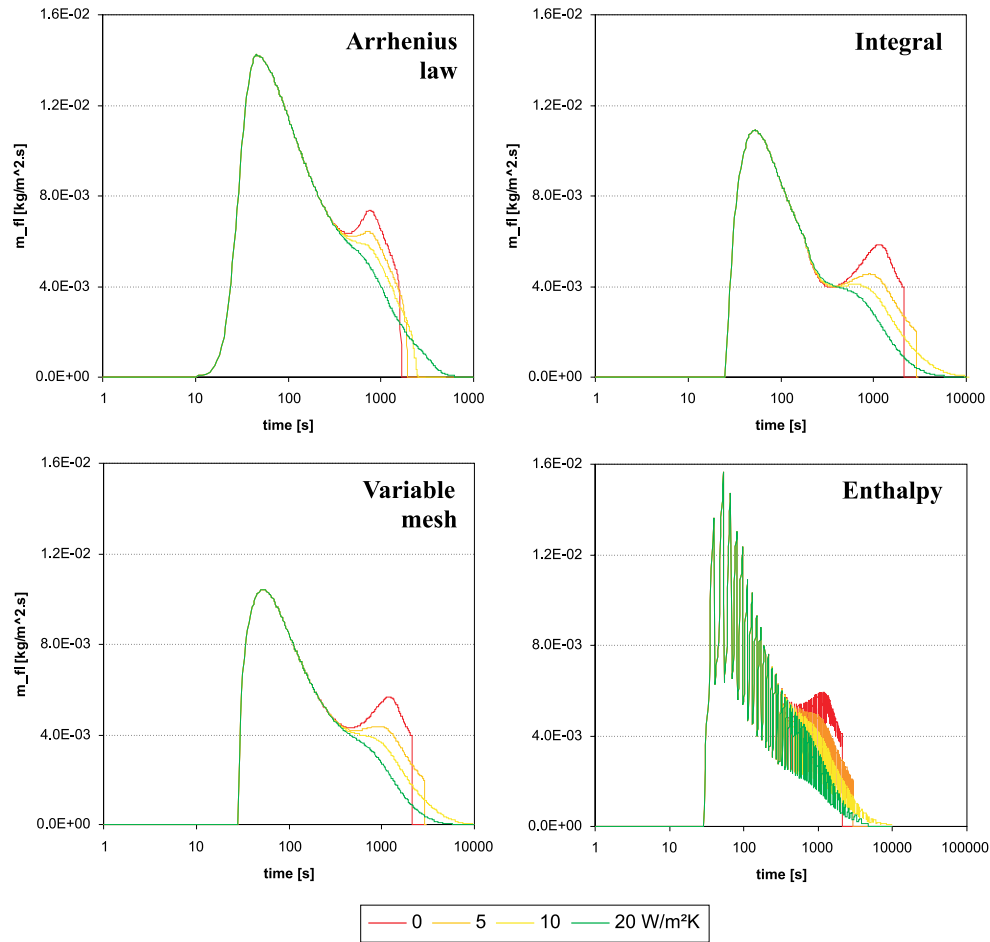 Arrhenius
law
m_fl [kg/m^2.s]
1.6E-02
1.2E-02
8.0E-03
4.0E-03
0.0E+00
1 10 100 1000 10000
time [s]
Integral
m_fl [kg/m^2.s]
1.6E-02
1.2E-02
8.0E-03
4.0E-03
0.0E+00
1 10 100 1000 10000
time [s]
Variable
mesh
m_fl [kg/m^2.s]
1.6E-02
1.2E-02
8.0E-03
4.0E-03
0.0E+00
1 10 100 1000 10000
time [s]
Enthalpy
m_fl [kg/m^2.s]
1.6E-02
1.2E-02
8.0E-03
4.0E-03
0.0E+00
1 10 100 1000 10000 100000
time [s]
0 5 10 20 W/m²K